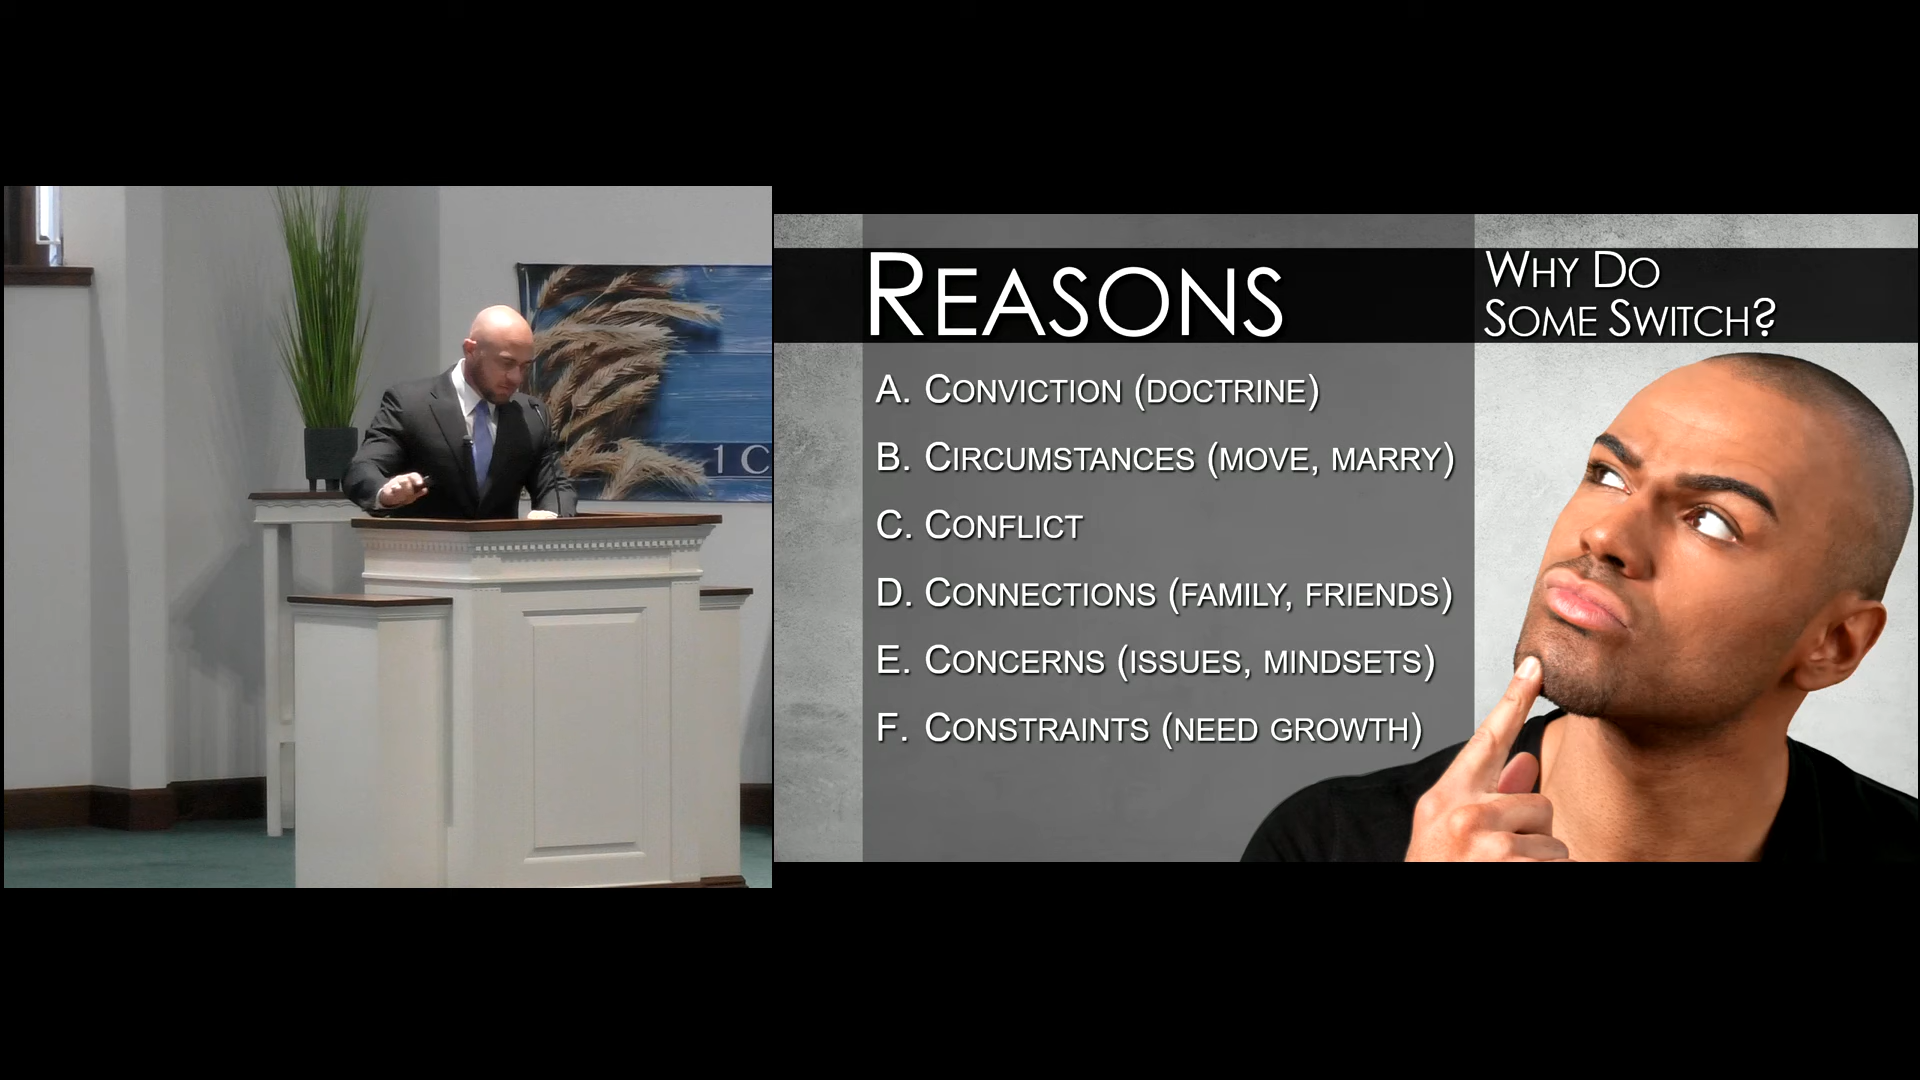 1 C
REASONS
WHY DO
SOME SWITCH?
A. CONVICTION (DOCTRINE)
B. CIRCUMSTANCES (MOVE, MARRY)
C. CONFLICT
D. CONNECTIONS (FAMILY, FRIENDS)
E. CONCERNS (ISSUES, MINDSETS)
F. CONSTRAINTS (NEED GROWTH)